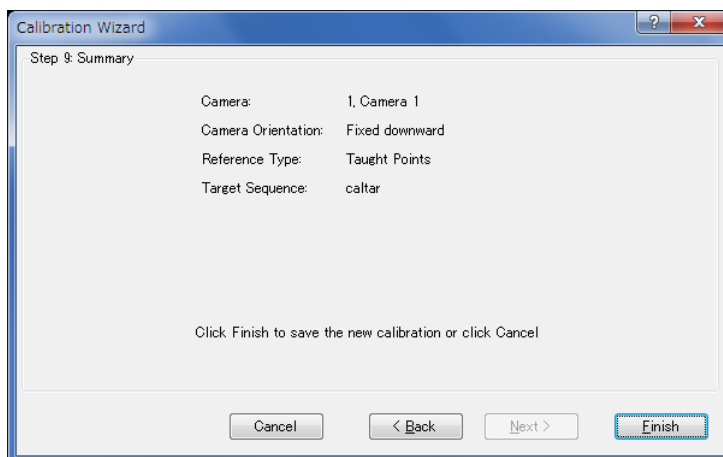 Calibration Wizard
Step 9: Summary
Camera: 1, Camera 1
Camera Orientation: Fixed downward
Reference Type: Taught Points
Target Sequence: caltar
Click Finish to save the new calibration or click Cancel
Cancel < Back Next > Finish